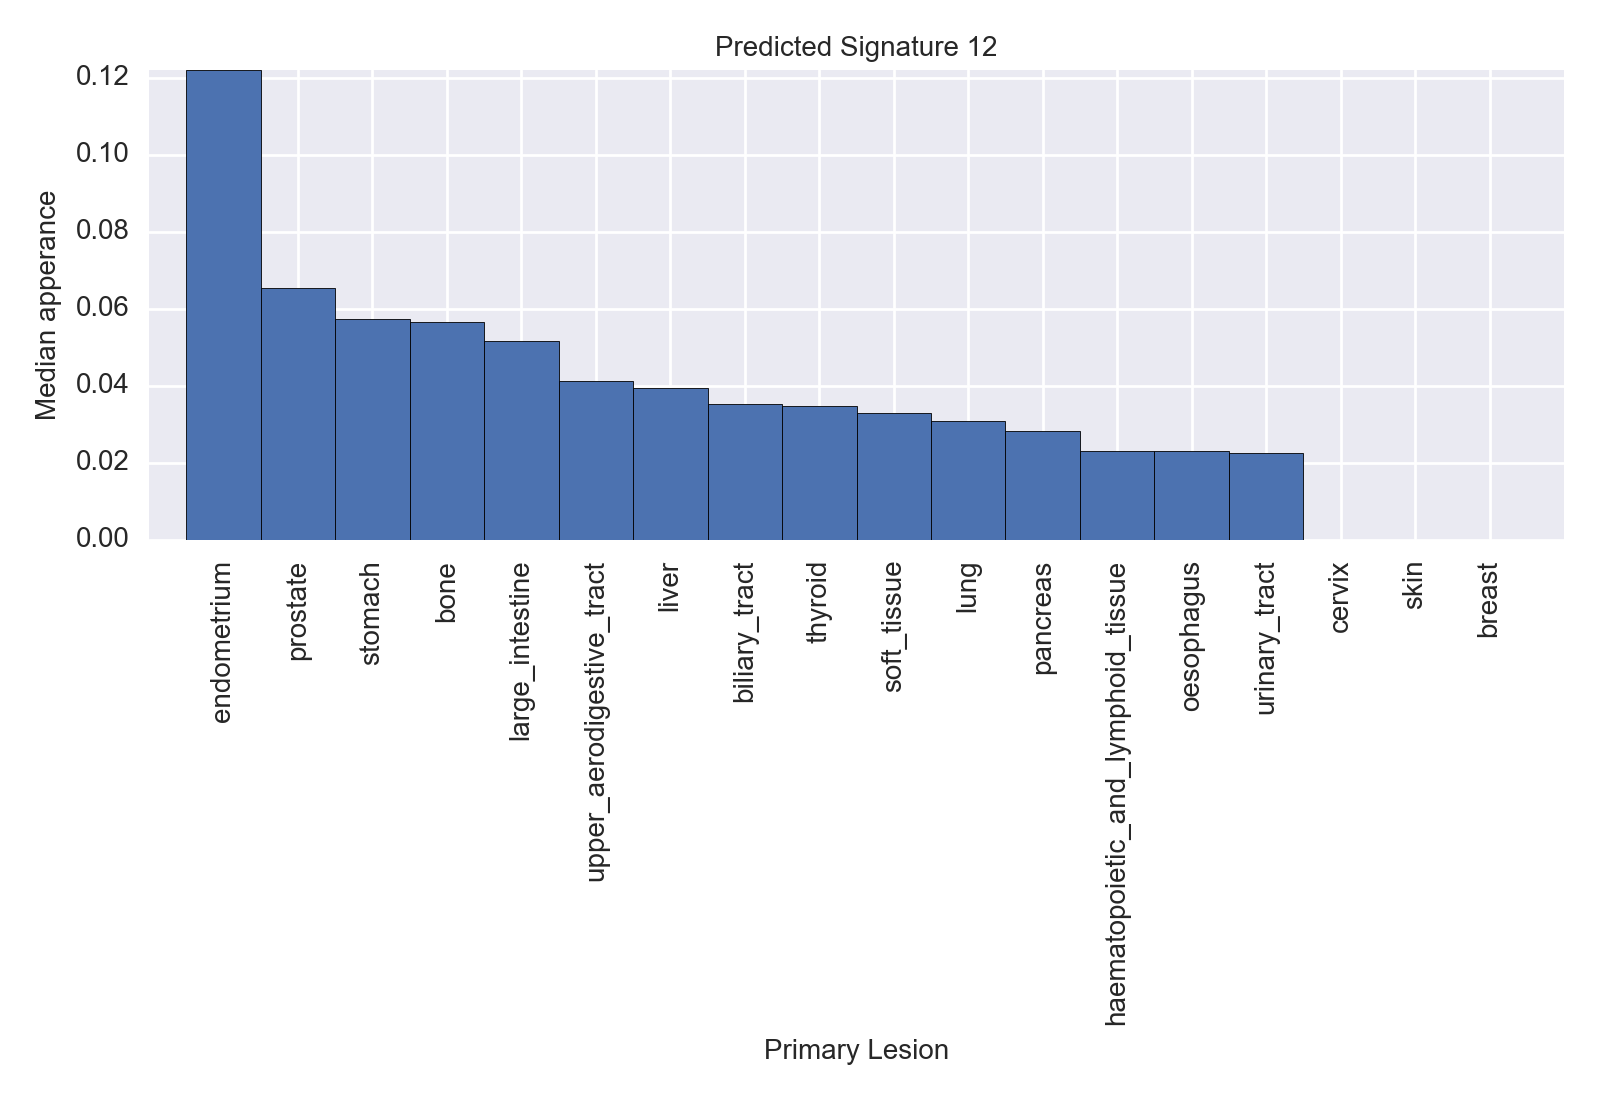 Predicted Signature 12
0.12
0.10
0.08
0.06
0.04
0.02
0.00
Median apperance
endometrium
prostate
stomach
bone
large_intestine
upper_aerodigestive_tract
liver
biliary_tract
thyroid
soft_tissue
lung
pancreas
haematopoietic_and_lymphoid_tissue
oesophagus
urinary_tract
cervix
skin
breast
Primary Lesion